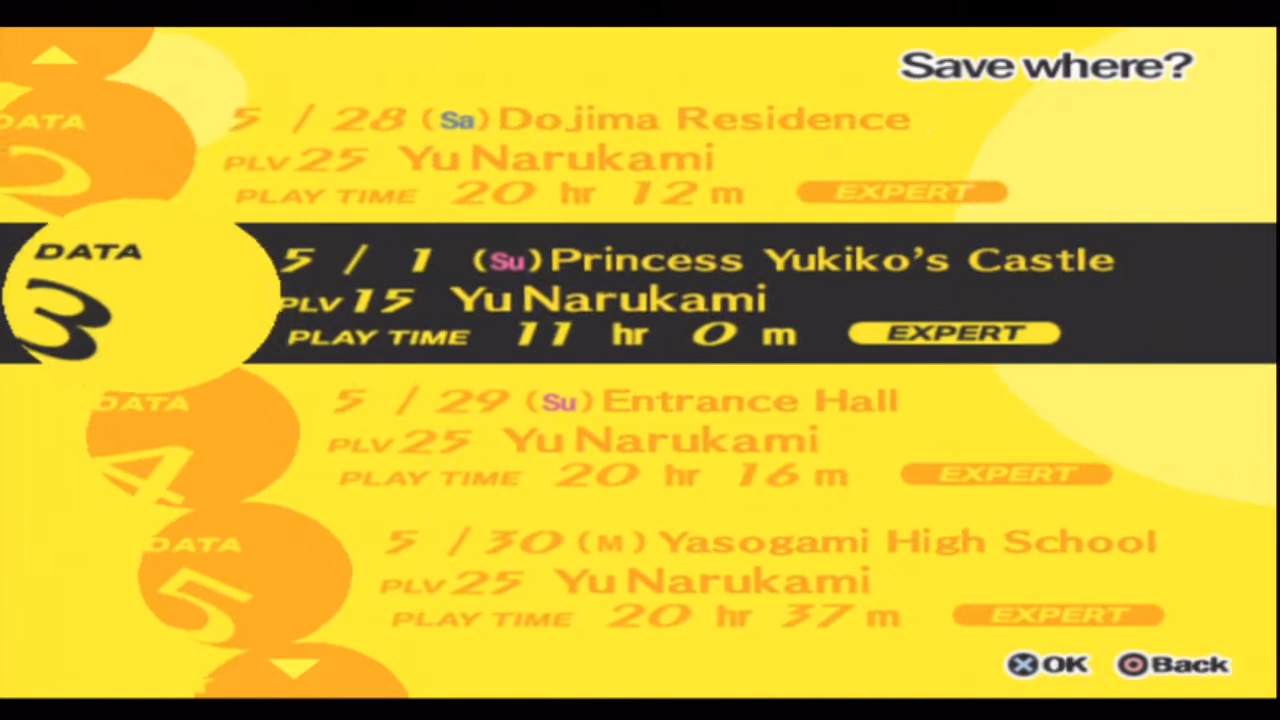 Save where?
DATA
2
5 / 28 (Sa) Dojima Residence
PLV 25 Yu Narukami
PLAY TIME 20 hr 12 m EXPERT
DATA
3
5 / 1 (Su) Princess Yukiko's Castle
PLV 15 Yu Narukami
PLAY TIME 11 hr 0 m EXPERT
DATA
4
5 / 29 (Su) Entrance Hall
PLV 25 Yu Narukami
PLAY TIME 20 hr 16 m EXPERT
DATA
5
5 / 30 (M) Yasogami High School
PLV 25 Yu Narukami
PLAY TIME 20 hr 37 m EXPERT
OK Back